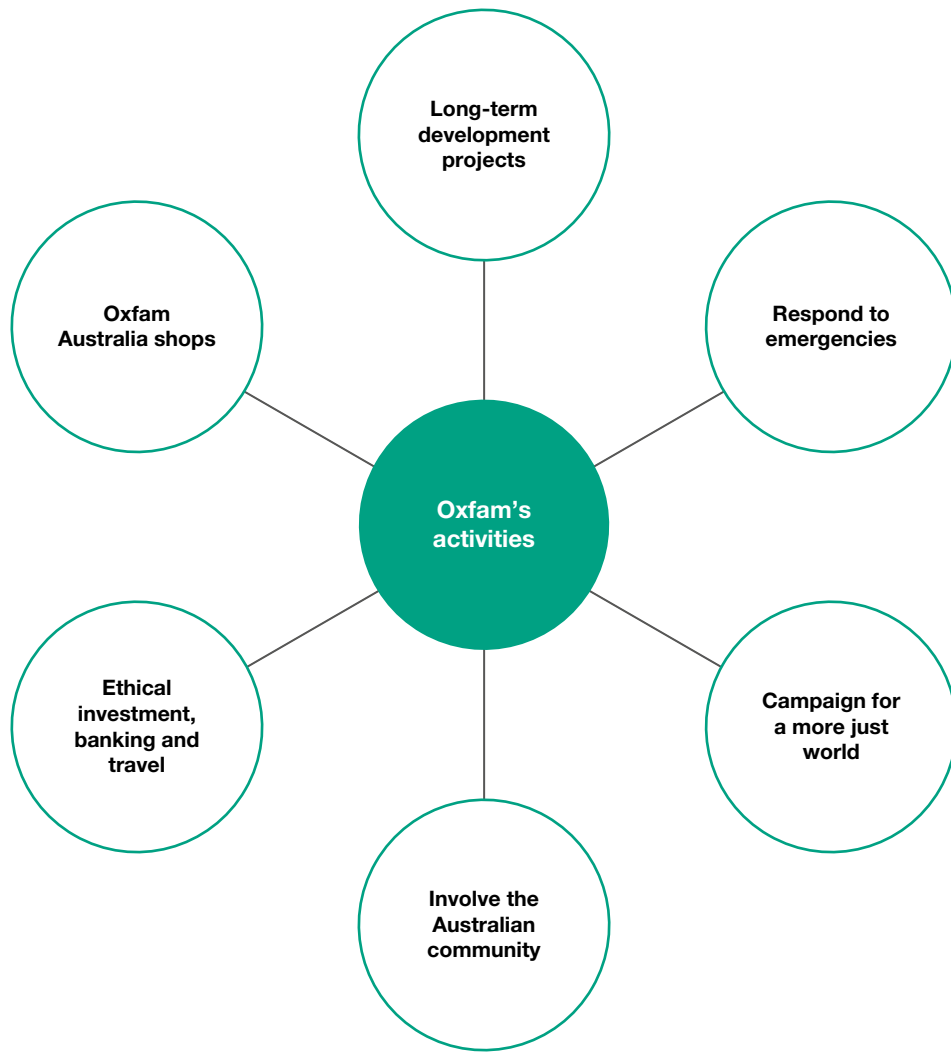 Long-term
development
projects
Oxfam
Australia shops
Respond to
emergencies
Oxfam’s
activities
Ethical
investment,
banking and
travel
Campaign for
a more just
world
Involve the
Australian
community